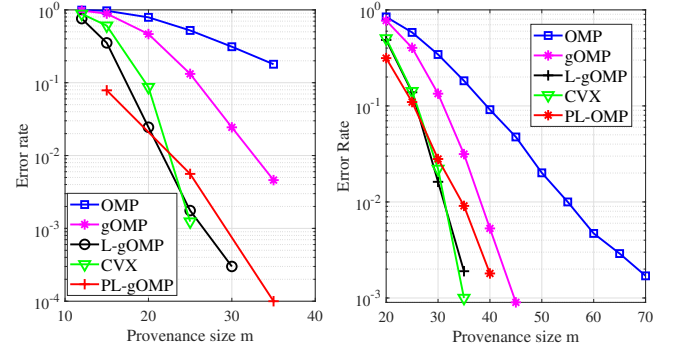 10^0
10^-1
10^-2
10^-3
10^-4
Error rate
10
20
30
40
Provenance size m
OMP
gOMP
L-gOMP
CVX
PL-gOMP
10^0
10^-1
10^-2
10^-3
Error Rate
20
30
40
50
60
70
Provenance size m
OMP
gOMP
L-gOMP
CVX
PL-OMP